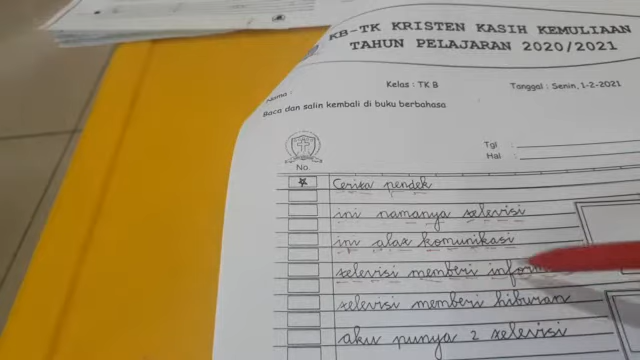 KB-TK KRISTEN KASIH KEMULIAAN
TAHUN PELAJARAN 2020/2021
Nama :
Kelas : TK B
Tanggal : Senin, 1-2-2021
Baca dan salin kembali di buku berbahasa
No.
Tgl :
Hal :
Cerita pendek
ini namanya televisi
ini alat komunikasi
televisi memberi
televisi memberi hiburan
aku punya 2 televisi